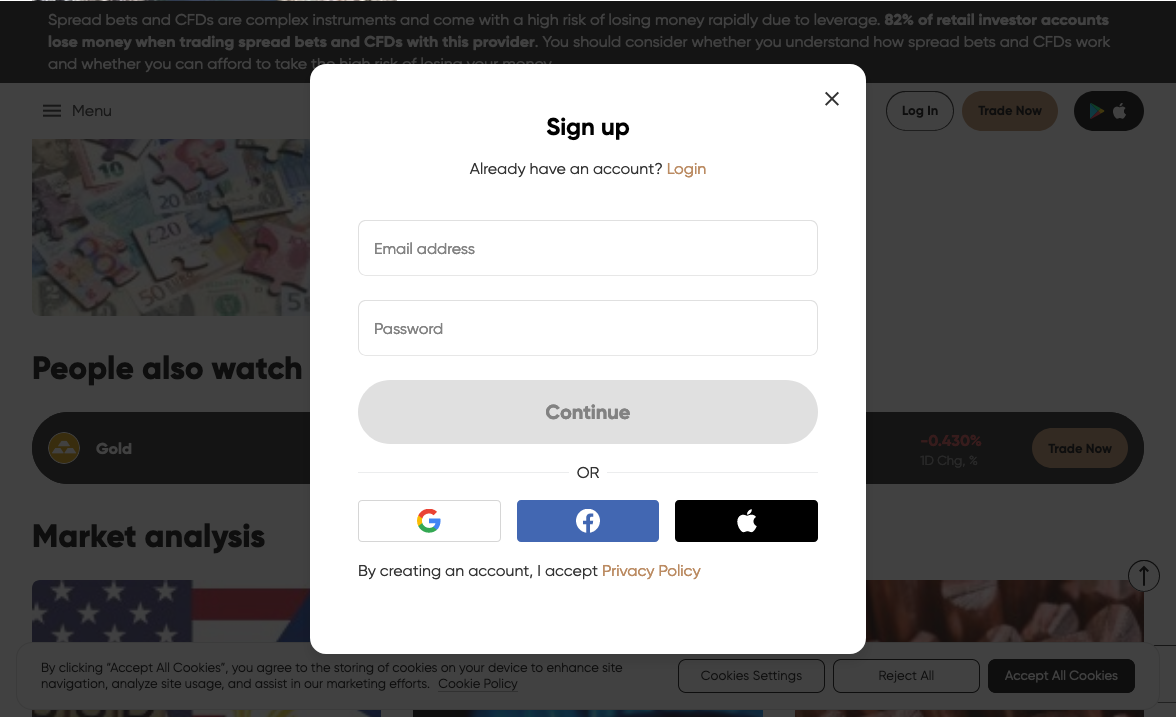 Spread bets and CFDs are complex instruments and come with a high risk of losing money rapidly due to leverage. 82% of retail investor accounts
lose money when trading spread bets and CFDs with this provider. You should consider whether you understand how spread bets and CFDs work
and whether you can afford to take the high risk of losing your money.
Menu
Log In
Trade Now
Sign up
Already have an account? Login
Email address
Password
Continue
OR
By creating an account, I accept Privacy Policy
10
20
£20
50
5
People also watch
Gold
-0.430%
1D Chg, %
Trade Now
Market analysis
By clicking “Accept All Cookies”, you agree to the storing of cookies on your device to enhance site
navigation, analyze site usage, and assist in our marketing efforts. Cookie Policy
Cookies Settings
Reject All
Accept All Cookies